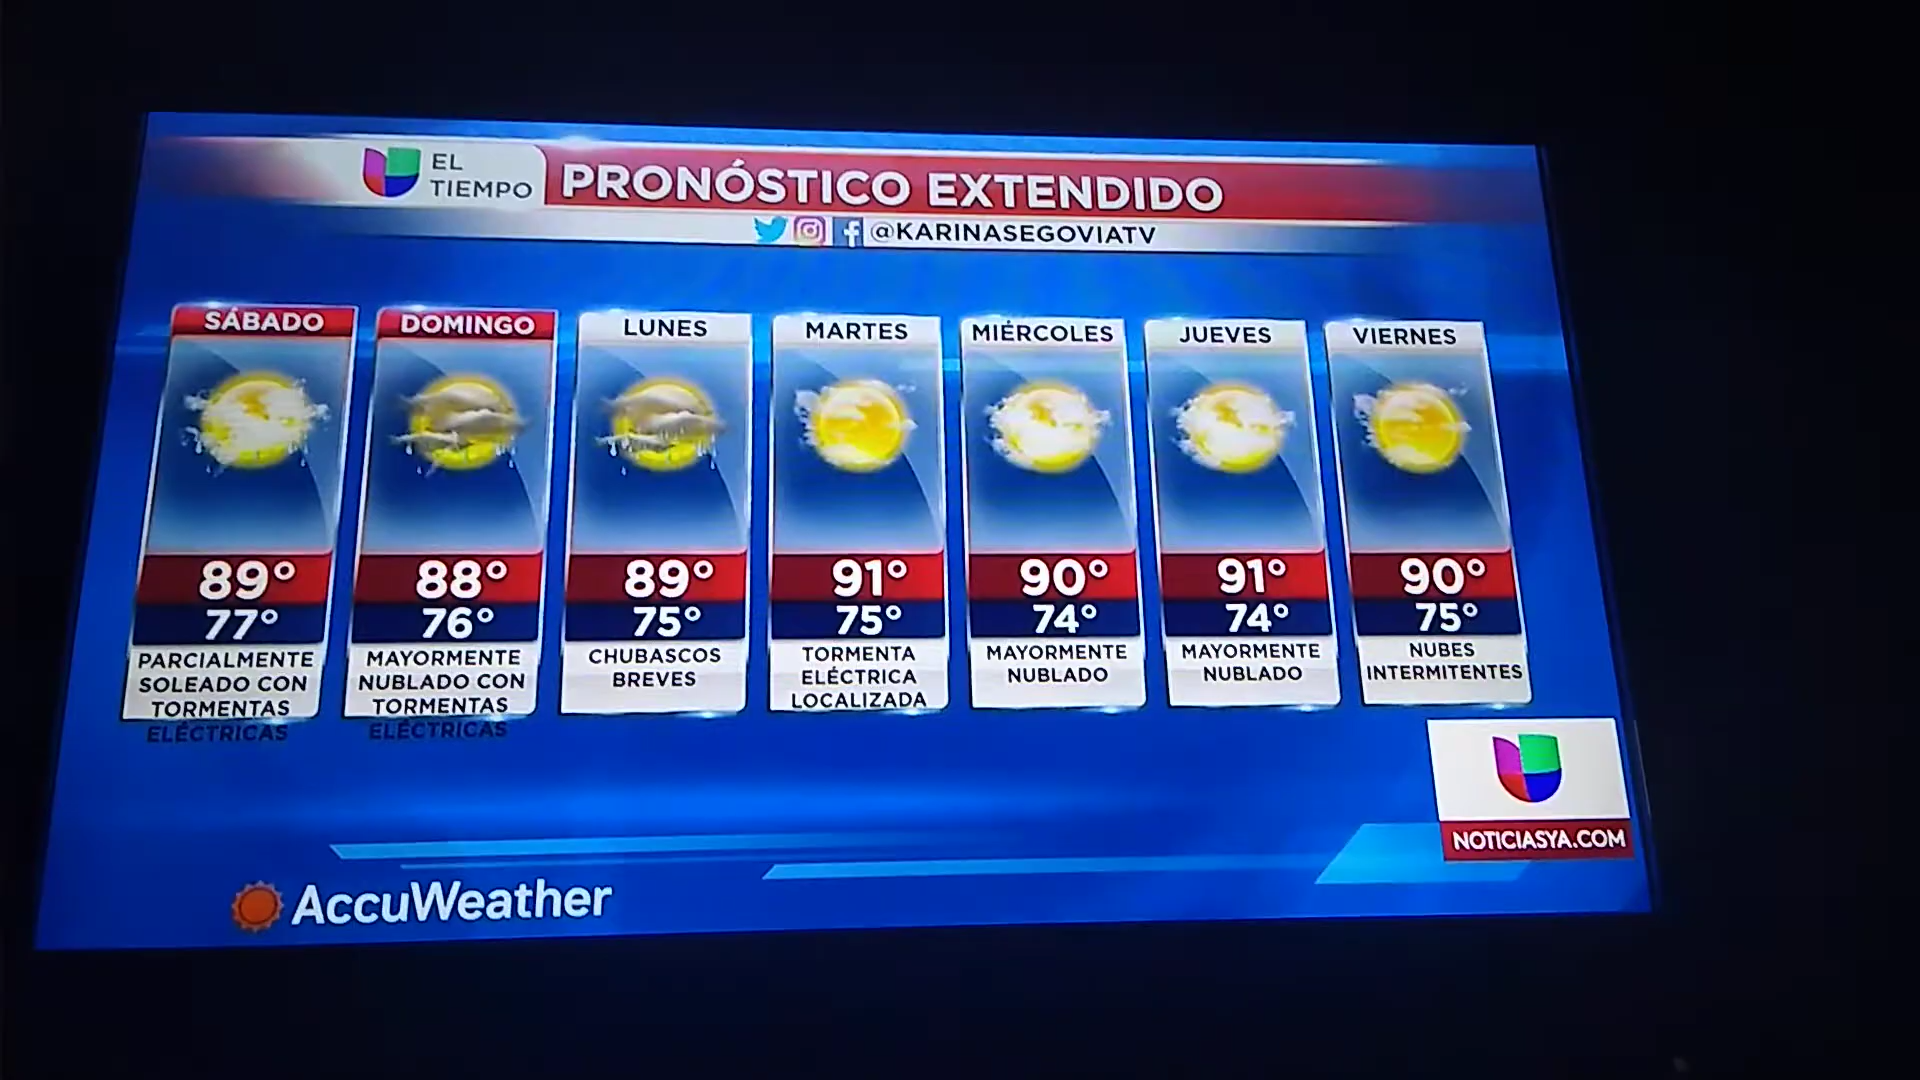 EL
TIEMPO
PRONÓSTICO EXTENDIDO
@KARINASEGOVIATV
SÁBADO
89°
77°
PARCIALMENTE
SOLEADO CON
TORMENTAS
ELÉCTRICAS
DOMINGO
88°
76°
MAYORMENTE
NUBLADO CON
TORMENTAS
ELÉCTRICAS
LUNES
89°
75°
CHUBASCOS
BREVES
MARTES
91°
75°
TORMENTA
ELÉCTRICA
LOCALIZADA
MIÉRCOLES
90°
74°
MAYORMENTE
NUBLADO
JUEVES
91°
74°
MAYORMENTE
NUBLADO
VIERNES
90°
75°
NUBES
INTERMITENTES
NOTICIASYA.COM
AccuWeather